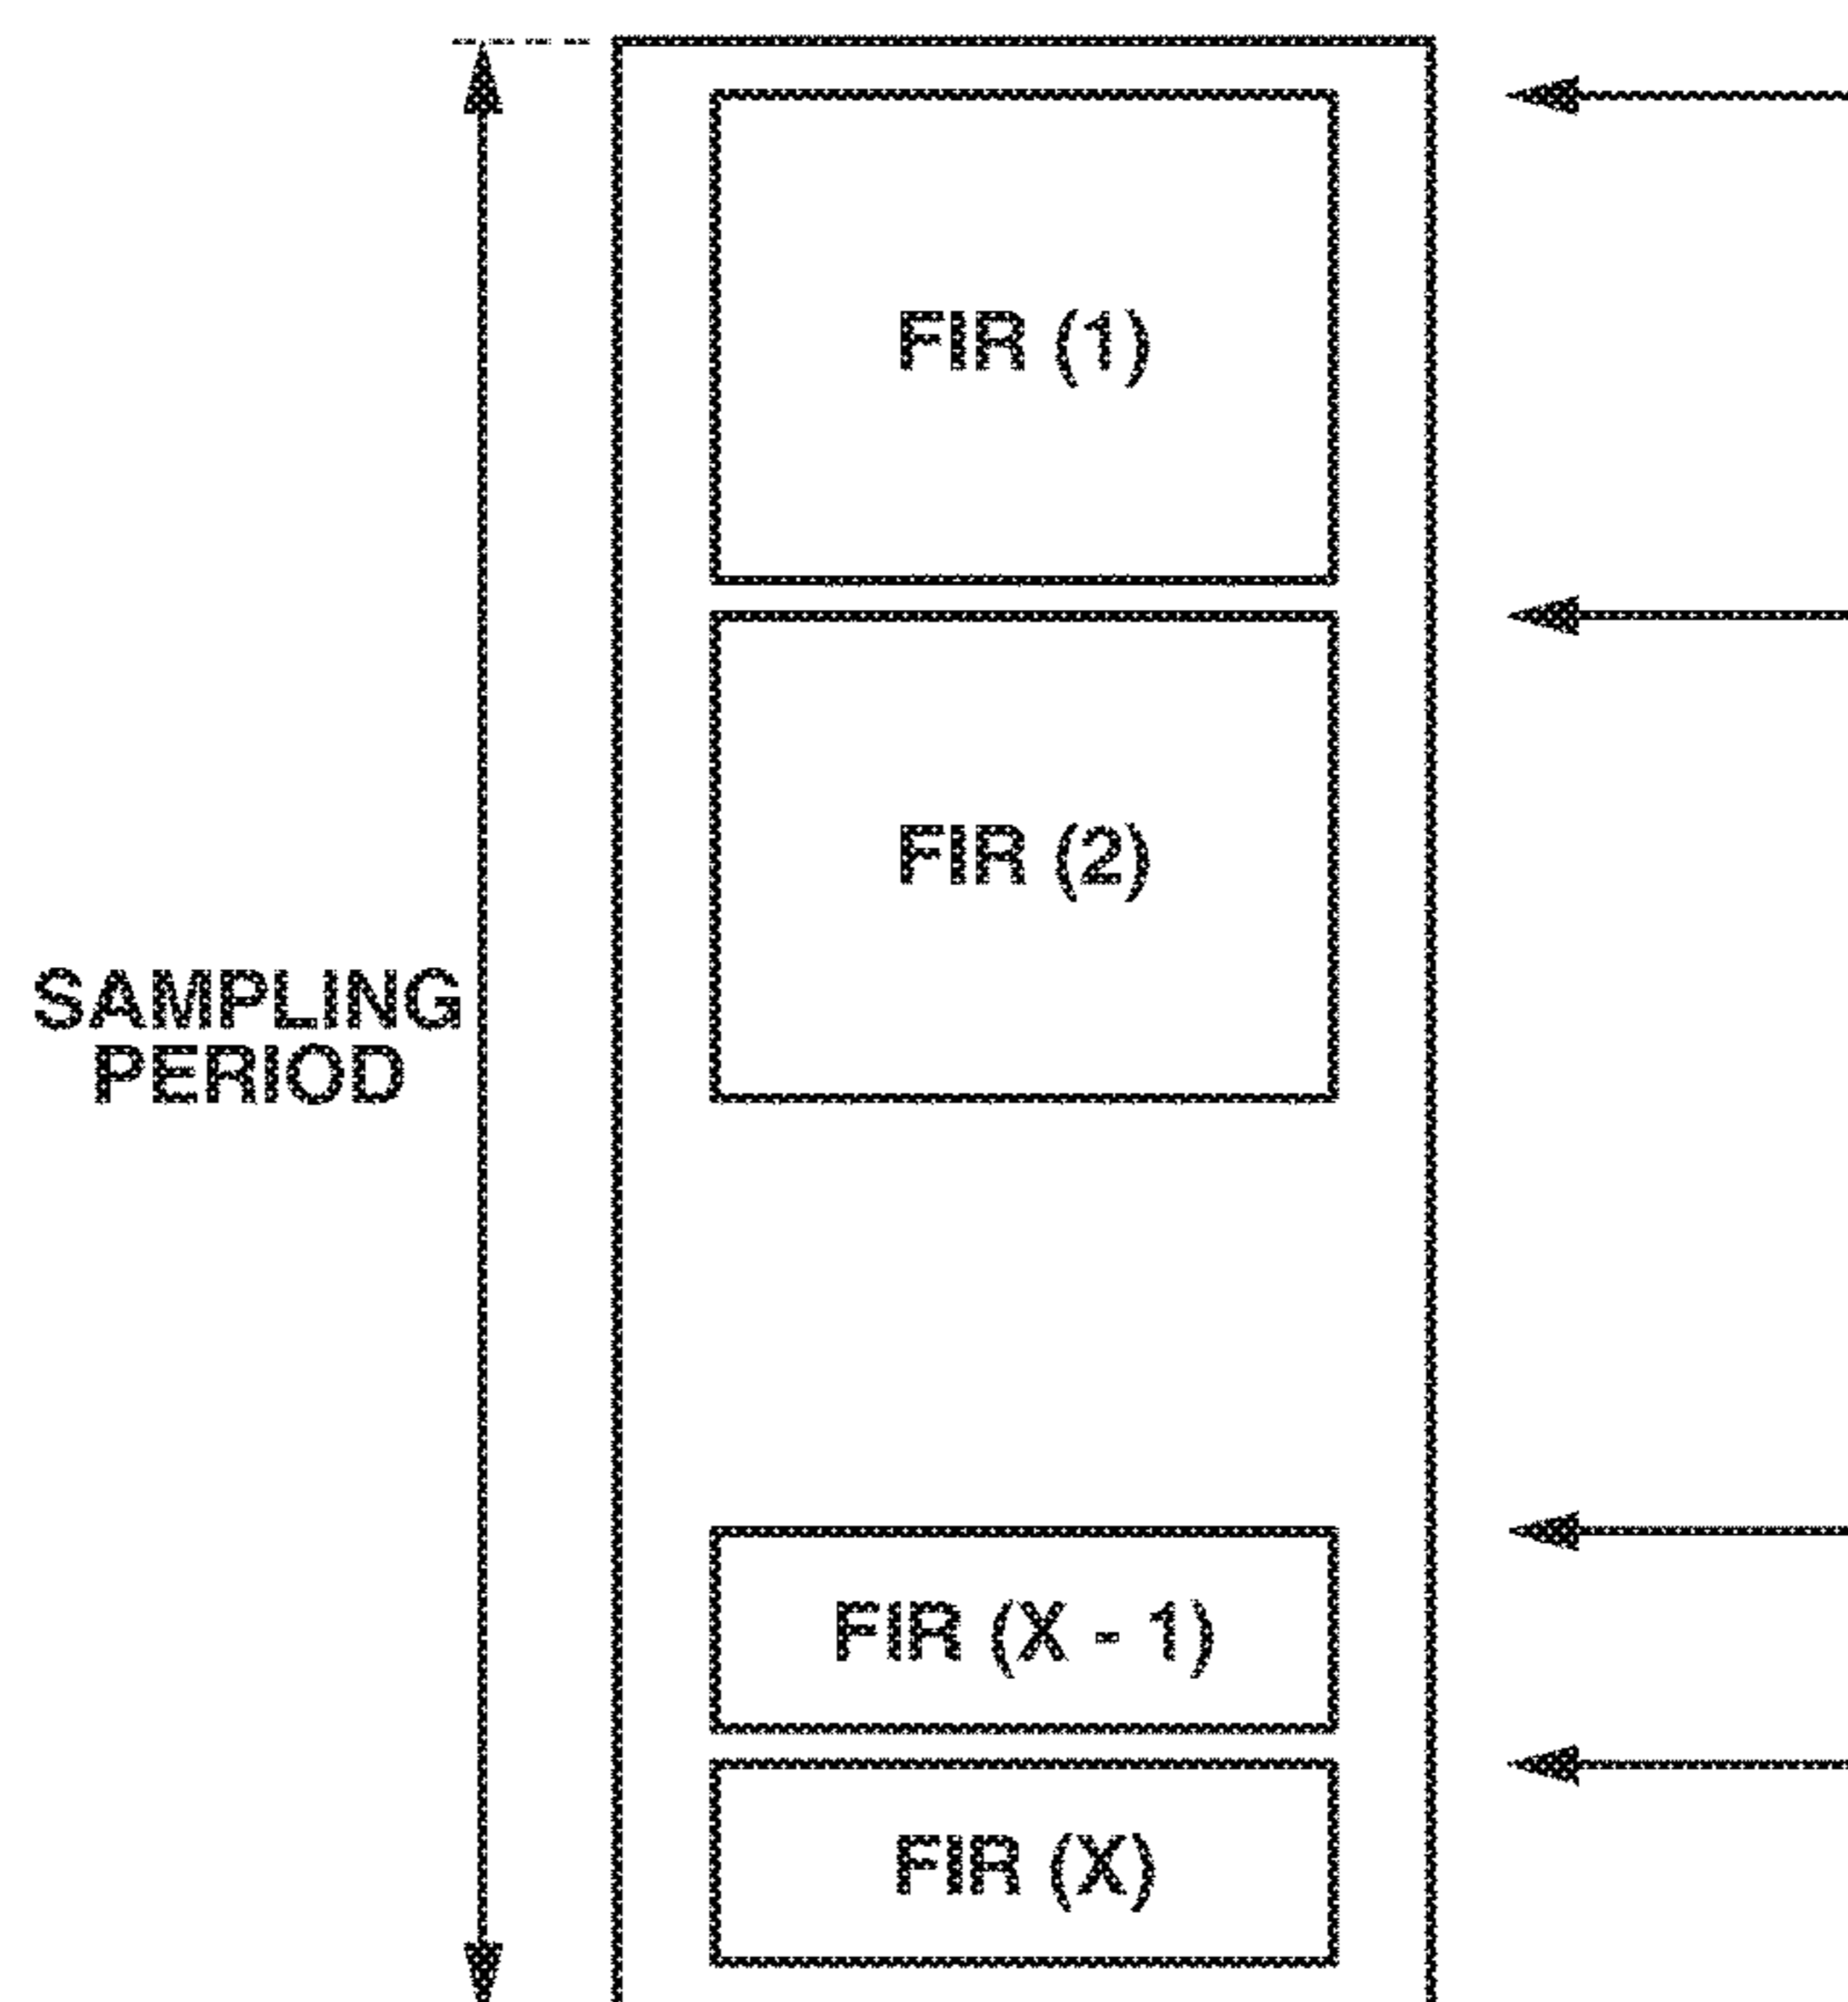 FIR (1)
FIR (2)
SAMPLING
PERIOD
FIR (X - 1)
FIR (X)